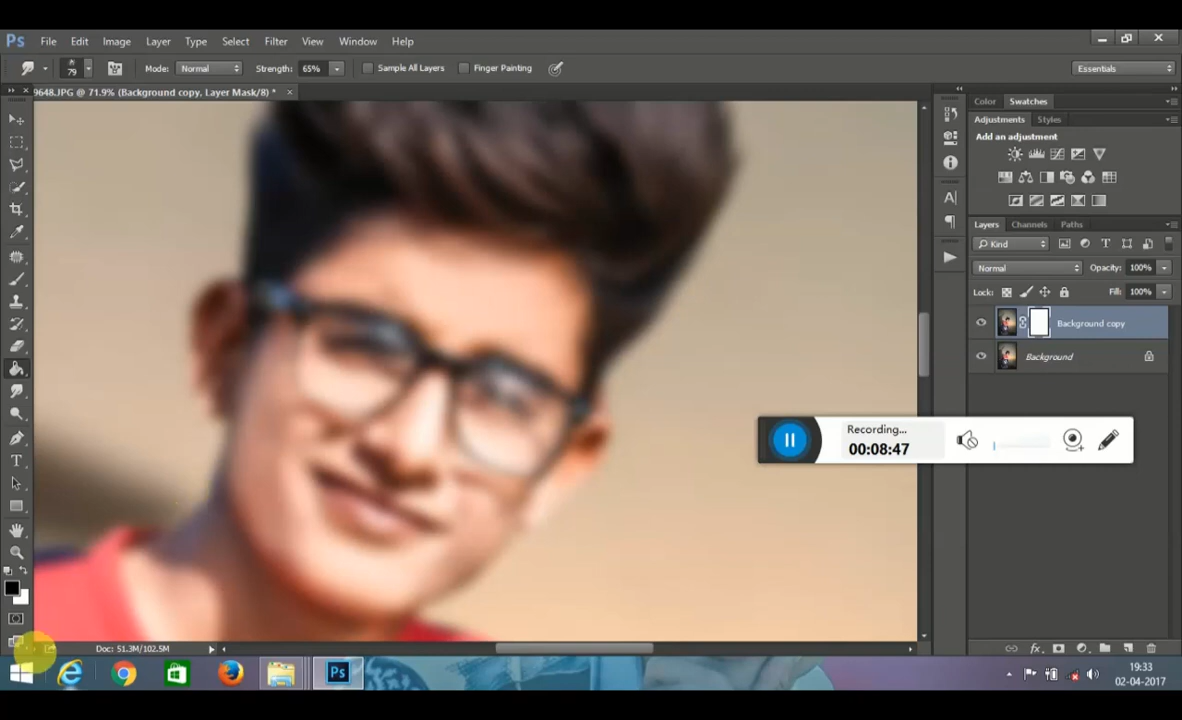 Ps File Edit Image Layer Type Select Filter View Window Help
79 Mode: Normal Strength: 65% Sample All Layers Finger Painting Essentials
9648.JPG @ 71.9% (Background copy, Layer Mask/8) *
Color Swatches
Adjustments Styles
Add an adjustment
Layers Channels Paths
Kind
Normal Opacity: 100%
Lock: Fill: 100%
Background copy
Background
Recording...
00:08:47
Doc: 51.3M/102.5M
Ps
19:33
02-04-2017